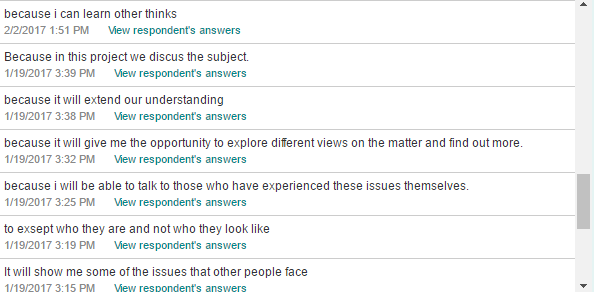 because i can learn other thinks
2/2/2017 1:51 PM View respondent's answers
Because in this project we discus the subject.
1/19/2017 3:39 PM View respondent's answers
because it will extend our understanding
1/19/2017 3:38 PM View respondent's answers
because it will give me the opportunity to explore different views on the matter and find out more.
1/19/2017 3:32 PM View respondent's answers
because i will be able to talk to those who have experienced these issues themselves.
1/19/2017 3:25 PM View respondent's answers
to exsept who they are and not who they look like
1/19/2017 3:19 PM View respondent's answers
It will show me some of the issues that other people face
1/19/2017 3:15 PM View respondent's answers